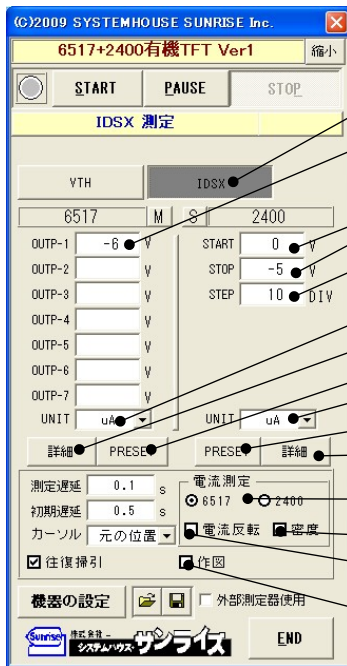 (C)2009 SYSTEMHOUSE SUNRISE Inc.
6517+2400有機TFT Ver1 縮小
START PAUSE STOP
IDSX 測定
VTH IDSX
6517 M S 2400
OUTP-1 -6 V START 0 V
OUTP-2 V STOP -5 V
OUTP-3 V STEP 10 DIV
OUTP-4 V
OUTP-5 V
OUTP-6 V
OUTP-7 V
UNIT uA UNIT uA
詳細 PRESET PRESET 詳細
測定遅延 0.1 s 電流測定
初期遅延 0.5 s 6517 2400
カーソル 元の位置 電流反転 密度
往復掃引 作図
機器の設定 外部測定器使用
Sunrise 株式会社 システムハウス・サンライズ END